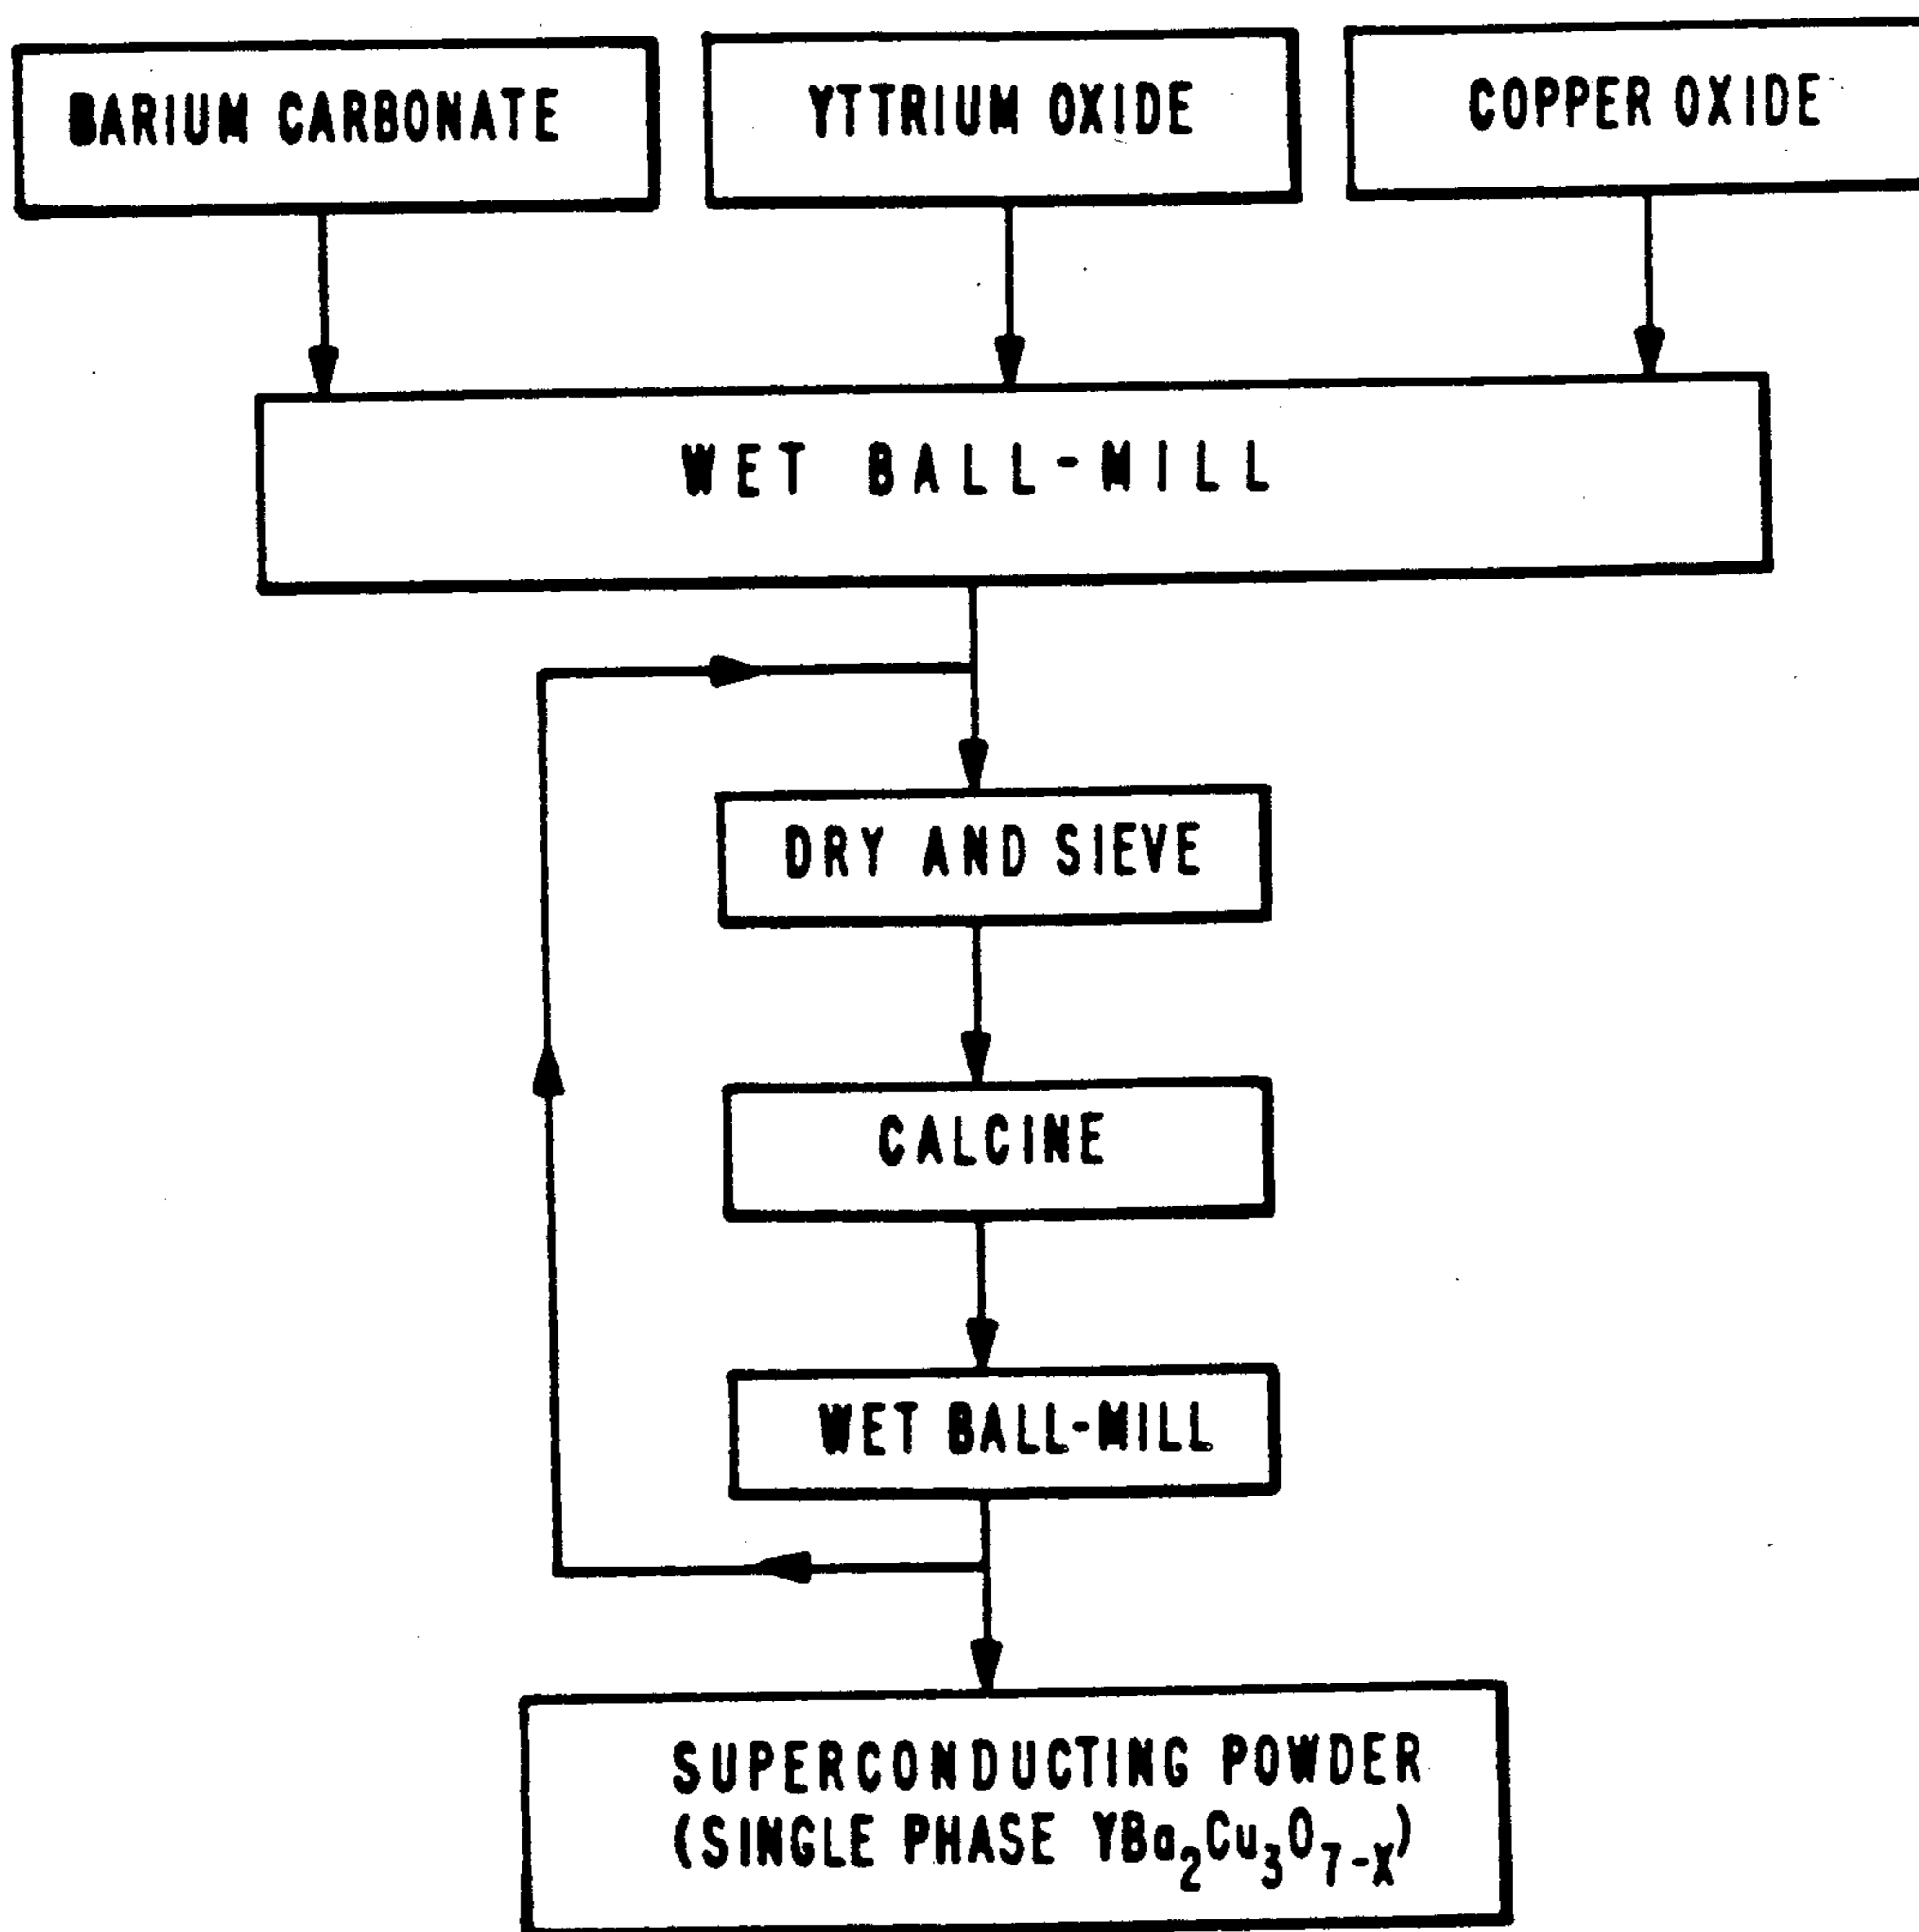 BARIUM CARBONATE
YTTRIUM OXIDE
COPPER OXIDE
WET BALL-MILL
DRY AND SIEVE
CALCINE
WET BALL-MILL
SUPERCONDUCTING POWDER
(SINGLE PHASE YBa₂Cu₃O₇₋ₓ)